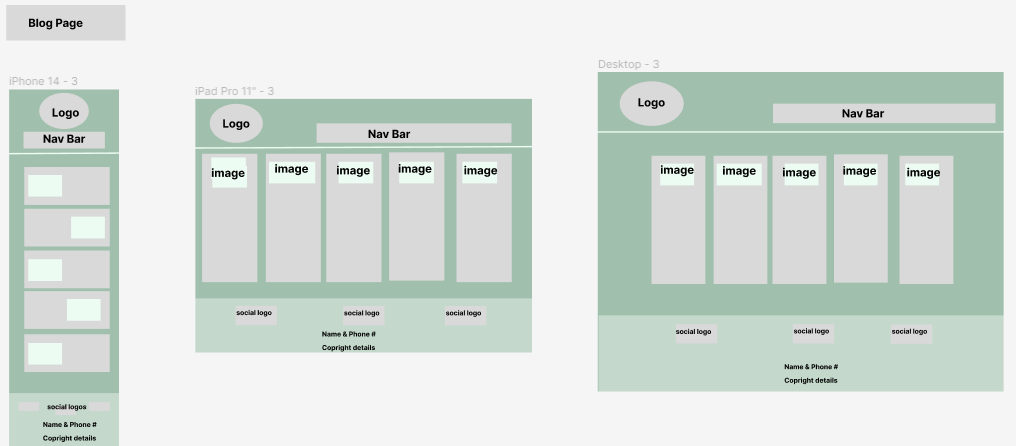 Blog Page
iPhone 14 - 3
Logo
Nav Bar
social logos
Name & Phone #
Copright details
iPad Pro 11" - 3
Logo
Nav Bar
image image image image image
social logo social logo social logo
Name & Phone #
Copright details
Desktop - 3
Logo
Nav Bar
image image image image image
social logo social logo social logo
Name & Phone #
Copright details